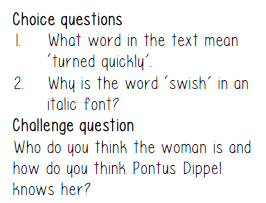 Choice questions
1. What word in the text mean
'turned quickly'.
2. Why is the word 'swish' in an
italic font?
Challenge question
Who do you think the woman is and
how do you think Pontus Dippel
knows her?